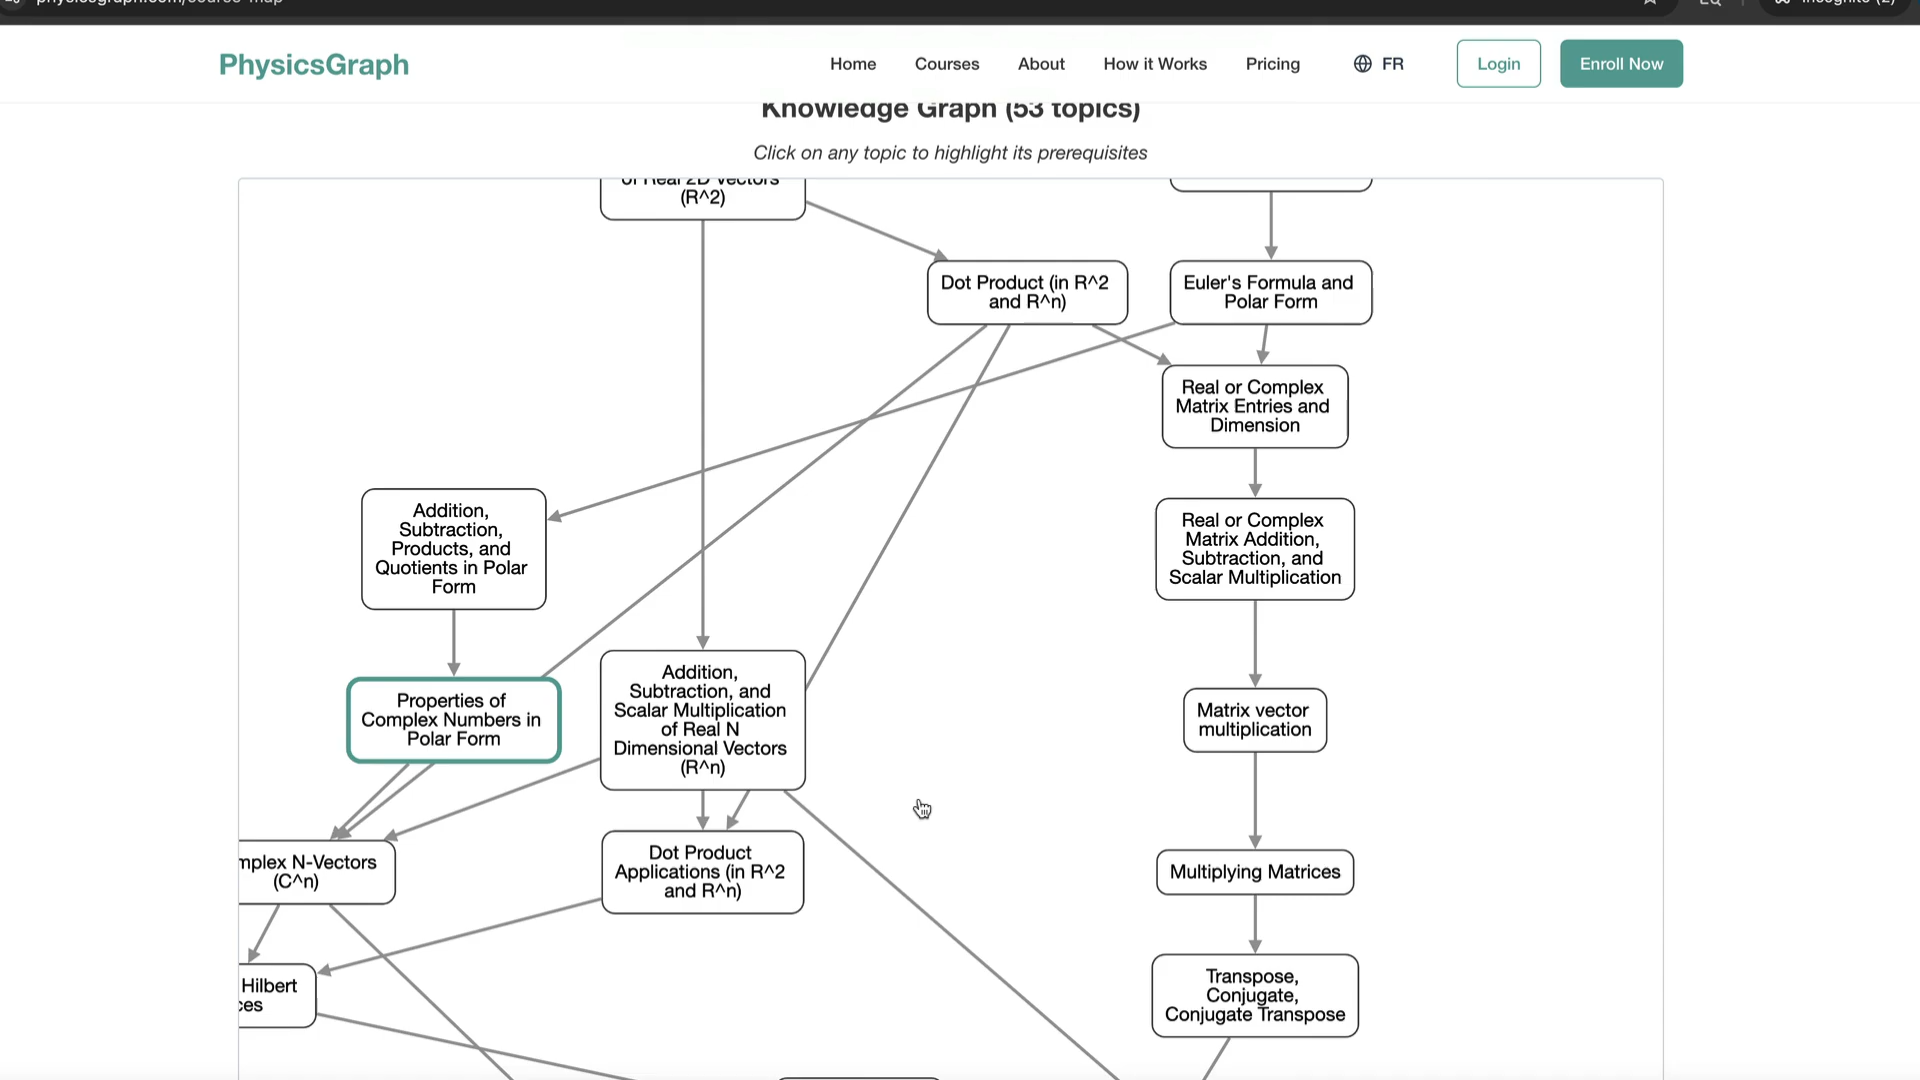 PhysicsGraph
Home
Courses
About
How it Works
Pricing
FR
Login
Enroll Now
Knowledge Graph (53 topics)
Click on any topic to highlight its prerequisites
of Real 2D Vectors
(R^2)
Dot Product (in R^2
and R^n)
Euler's Formula and
Polar Form
Real or Complex
Matrix Entries and
Dimension
Addition,
Subtraction,
Products, and
Quotients in Polar
Form
Real or Complex
Matrix Addition,
Subtraction, and
Scalar Multiplication
Properties of
Complex Numbers in
Polar Form
Addition,
Subtraction, and
Scalar Multiplication
of Real N
Dimensional Vectors
(R^n)
Matrix vector
multiplication
mplex N-Vectors
(C^n)
Dot Product
Applications (in R^2
and R^n)
Multiplying Matrices
Hilbert
ces
Transpose,
Conjugate,
Conjugate Transpose